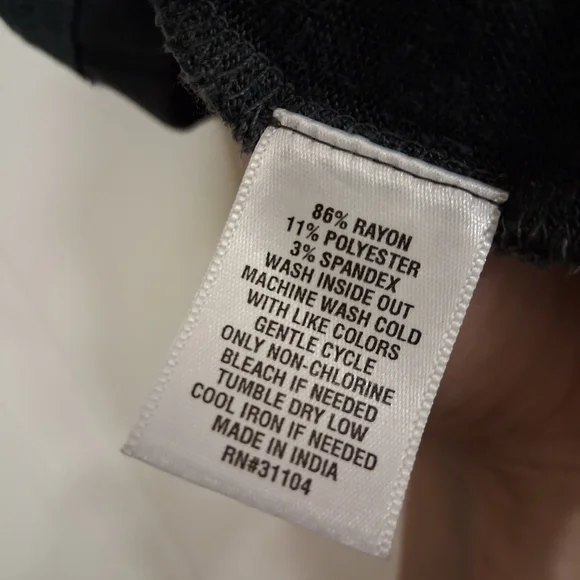 86% RAYON
11% POLYESTER
3% SPANDEX
WASH INSIDE OUT
MACHINE WASH COLD
WITH LIKE COLORS
GENTLE CYCLE
ONLY NON-CHLORINE
BLEACH IF NEEDED
TUMBLE DRY LOW
COOL IRON IF NEEDED
MADE IN INDIA
RN#31104